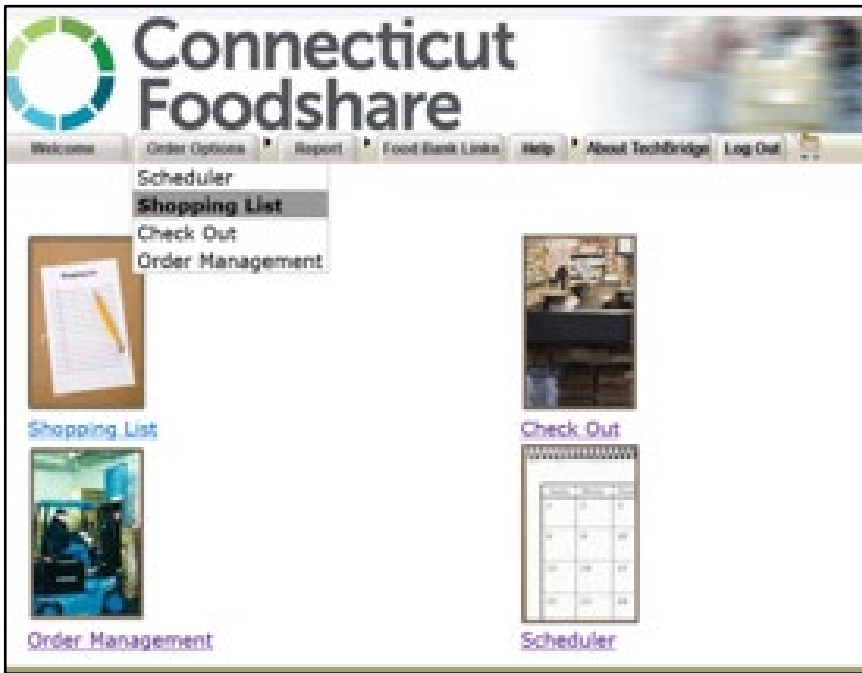 Connecticut
Foodshare
Welcome Order Options Report Food Bank Links Help About TechBridge Log Out
Scheduler
Shopping List
Check Out
Order Management
Shopping List
Check Out
Order Management
Scheduler